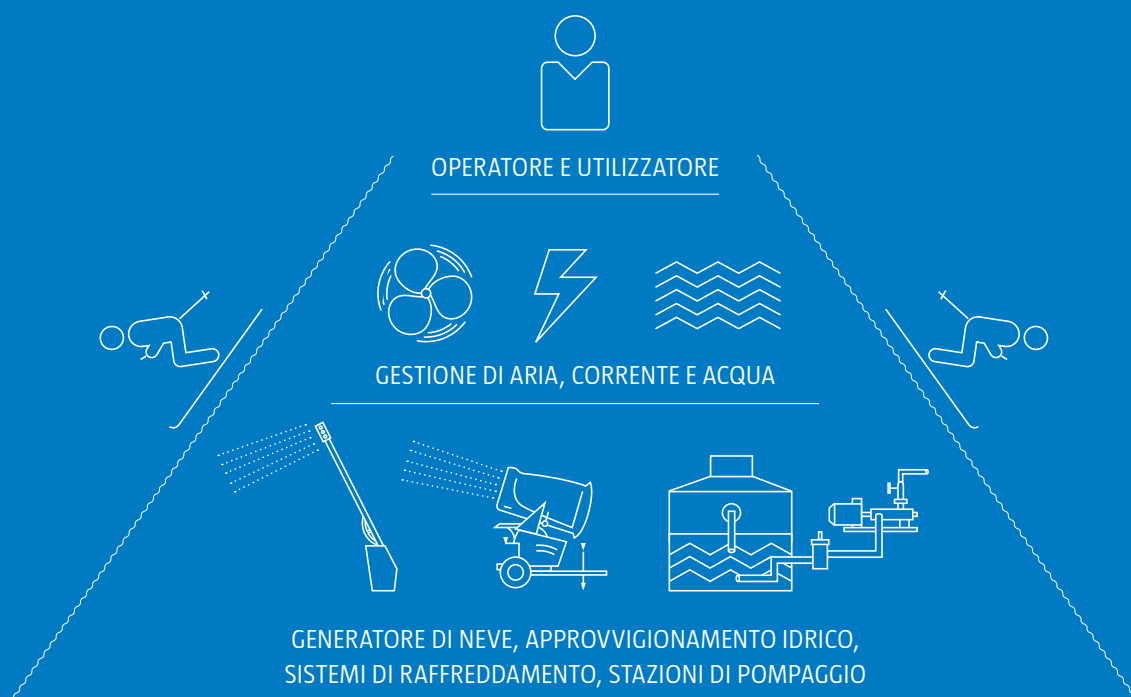 OPERATORE E UTILIZZATORE
GESTIONE DI ARIA, CORRENTE E ACQUA
GENERATORE DI NEVE, APPROVVIGIONAMENTO IDRICO,
SISTEMI DI RAFFREDDAMENTO, STAZIONI DI POMPAGGIO